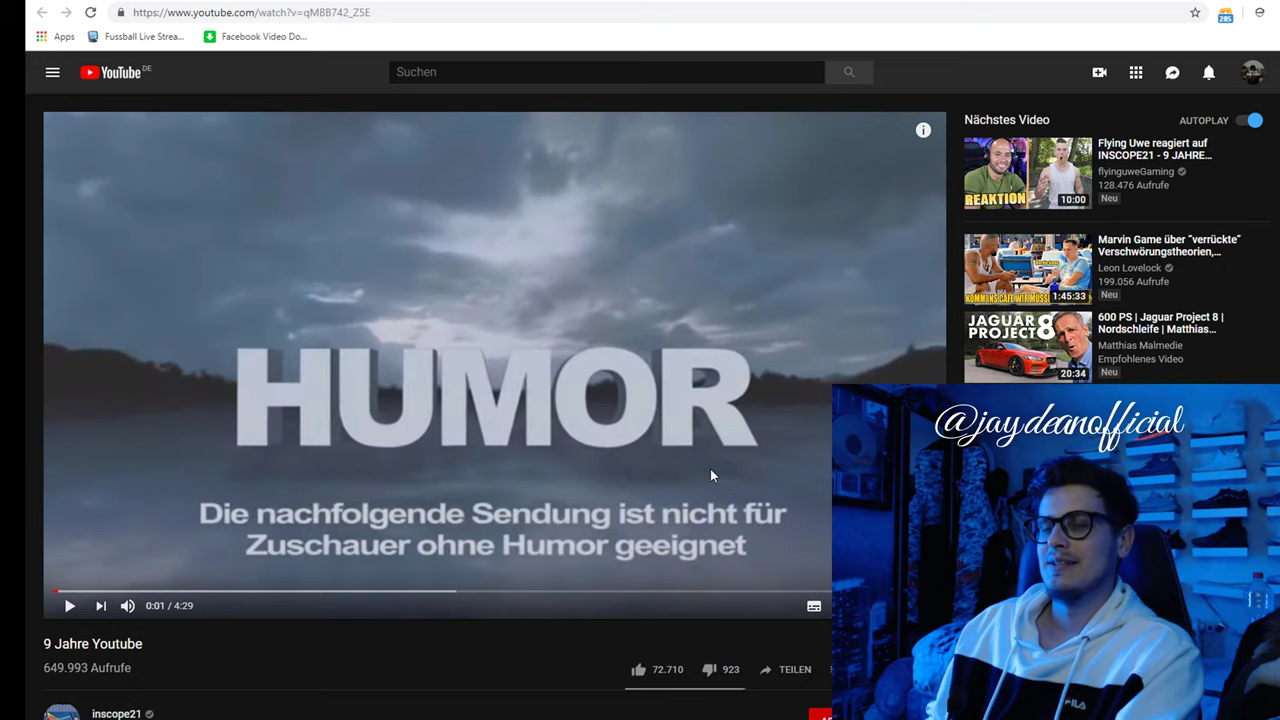 https://www.youtube.com/watch?v=qMBB742_Z5E
285
Apps
Fussball Live Strea...
Facebook Video Do...
YouTube DE
Suchen
HUMOR
Die nachfolgende Sendung ist nicht für
Zuschauer ohne Humor geeignet
0:01 / 4:29
9 Jahre Youtube
649.993 Aufrufe
72.710
923
TEILEN
inscope21
Nächstes Video
AUTOPLAY
REAKTION
10:00
Flying Uwe reagiert auf
INSCOPE21 - 9 JAHRE...
flyinguweGaming
128.476 Aufrufe
Neu
1:45:33
Marvin Game über "verrückte"
Verschwörungstheorien,...
Leon Lovelock
199.056 Aufrufe
Neu
JAGUAR
PROJECT 8
20:34
600 PS | Jaguar Project 8 |
Nordschleife | Matthias...
Matthias Malmedie
Empfohlenes Video
Neu
@jaydeanofficial
FILA